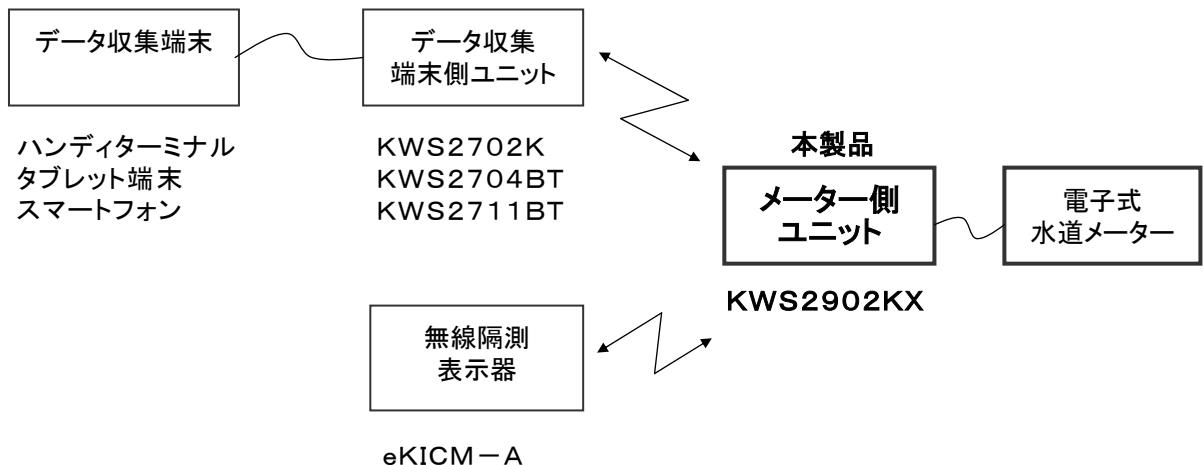 データ収集端末
ハンディターミナル
タブレット端末
スマートフォン
データ収集
端末側ユニット
KWS2702K
KWS2704BT
KWS2711BT
本製品
メーター側
ユニット
KWS2902KX
電子式
水道メーター
無線隔測
表示器
eKICM－A